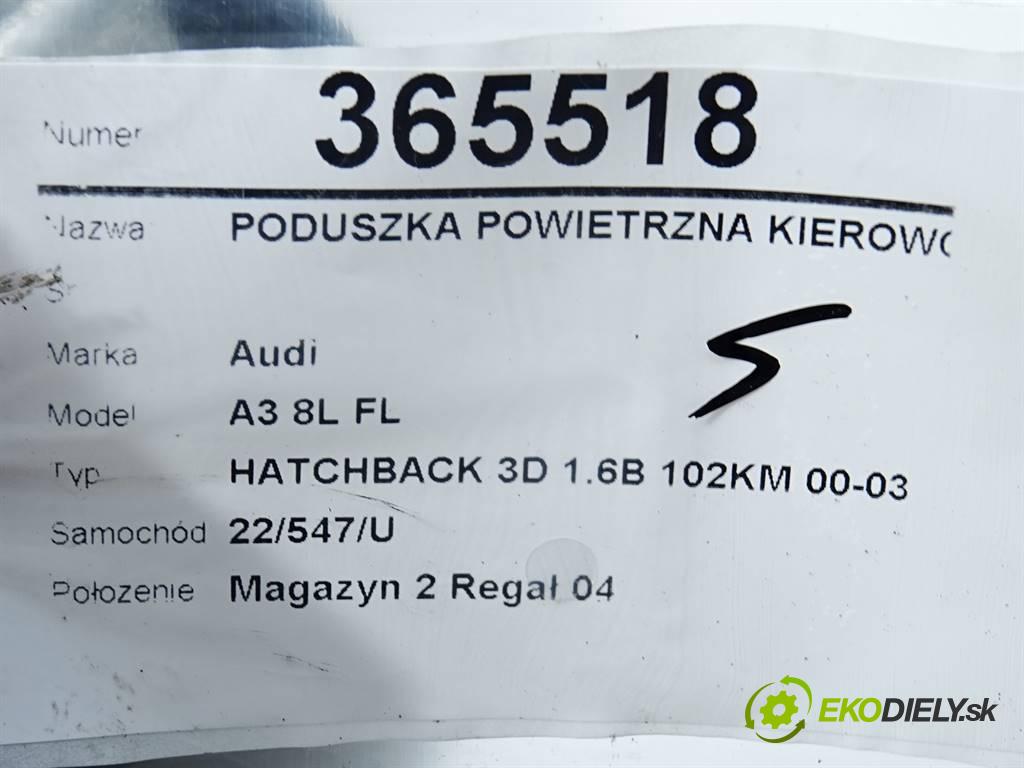 Numer 365518
Nazwa PODUSZKA POWIETRZNA KIEROWC
Marka Audi
S
Model A3 8L FL
Typ HATCHBACK 3D 1.6B 102KM 00-03
Samochód 22/547/U
Położenie Magazyn 2 Regał 04
EKODIELY.sk